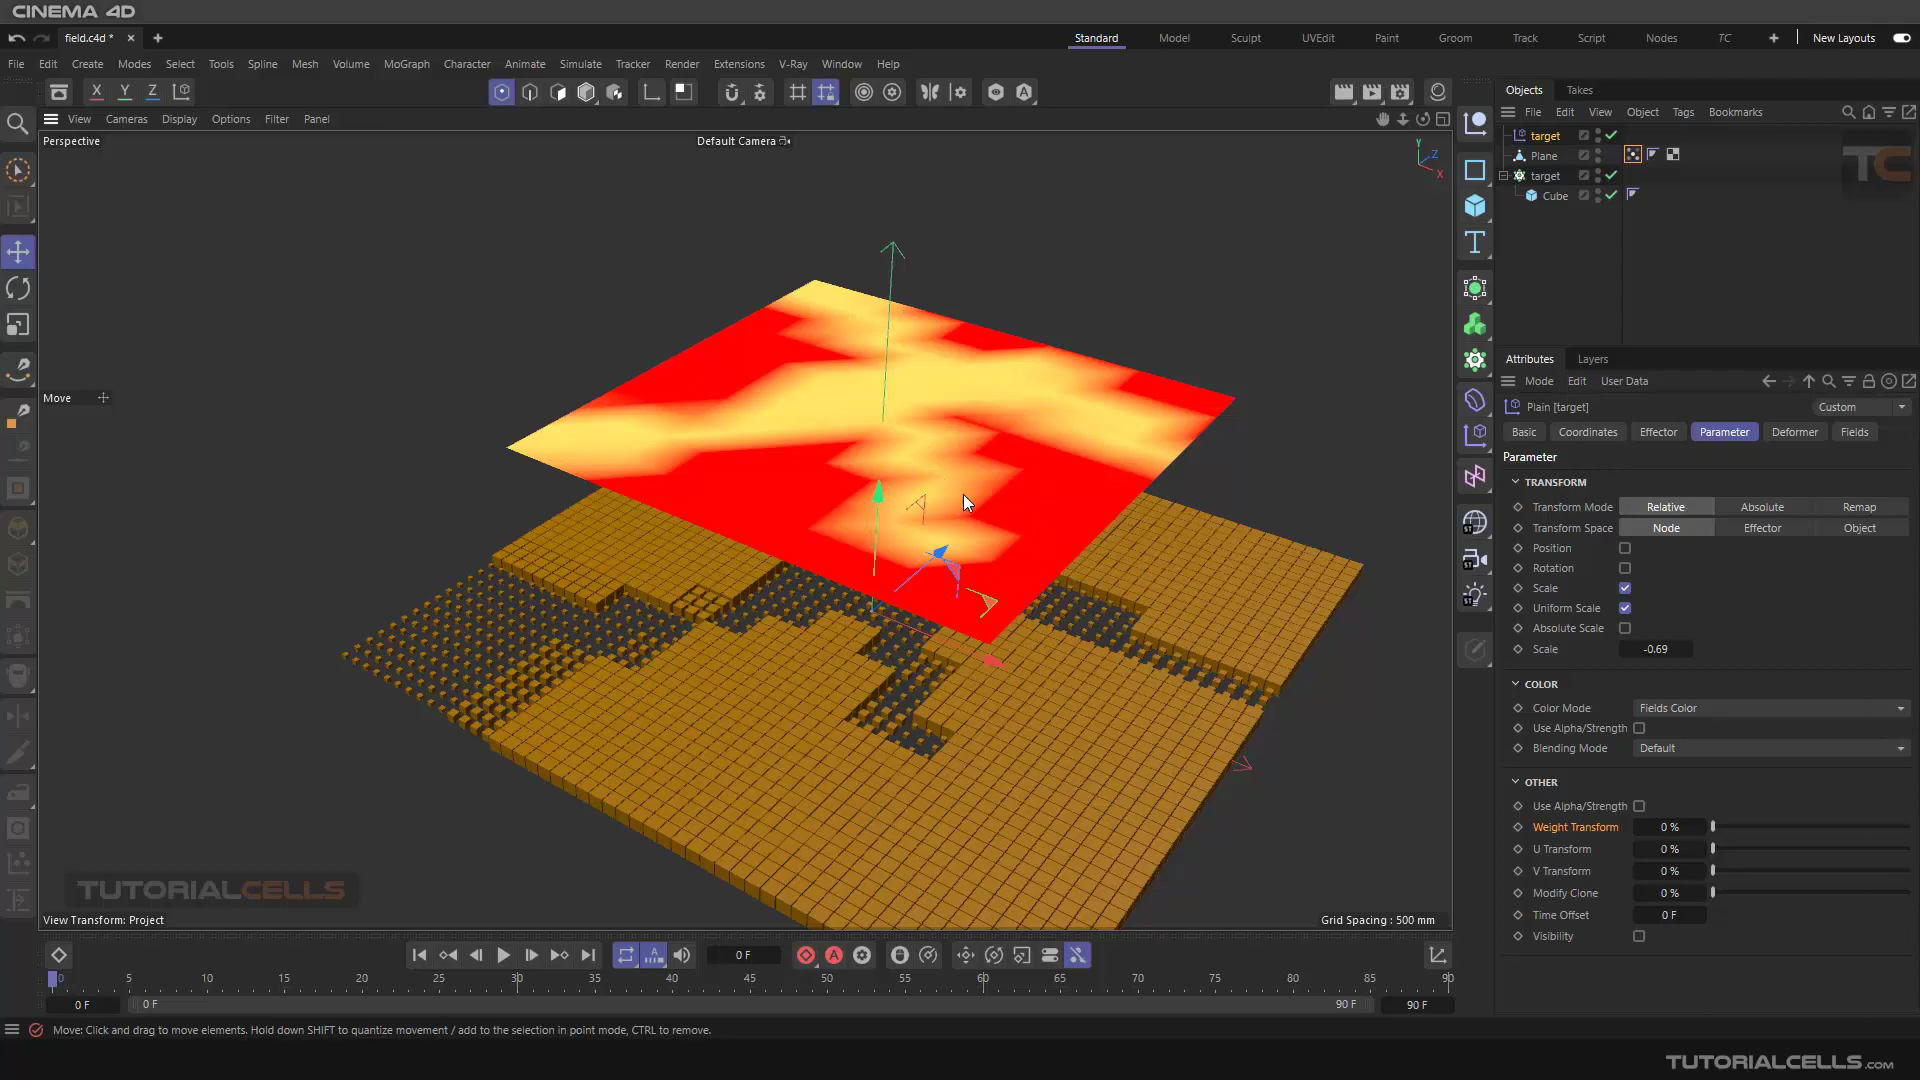 CINEMA 4D
field.c4d *
Standard Model Sculpt UVEdit Paint Groom Track Script Nodes TC New Layouts
File Edit Create Modes Select Tools Spline Mesh Volume MoGraph Character Animate Simulate Tracker Render Extensions V-Ray Window Help
X Y Z
View Cameras Display Options Filter Panel
Perspective
Default Camera
Y
Z
X
Move
TUTORIALCELLS
View Transform: Project
Grid Spacing : 500 mm
Objects Takes
File Edit View Object Tags Bookmarks
target
Plane
target
Cube
TC
Attributes Layers
Mode Edit User Data
Plain [target] Custom
Basic Coordinates Effector Parameter Deformer Fields
Parameter
TRANSFORM
Transform Mode Relative Absolute Remap
Transform Space Node Effector Object
Position
Rotation
Scale
Uniform Scale
Absolute Scale
Scale -0.69
COLOR
Color Mode Fields Color
Use Alpha/Strength
Blending Mode Default
OTHER
Use Alpha/Strength
Weight Transform 0 %
U Transform 0 %
V Transform 0 %
Modify Clone 0 %
Time Offset 0 F
Visibility
0 F
0 5 10 15 20 25 30 35 40 45 50 55 60 65 70 75 80 85 90
0 F 0 F 90 F 90 F
Move: Click and drag to move elements. Hold down SHIFT to quantize movement / add to the selection in point mode, CTRL to remove.
TUTORIALCELLS.com